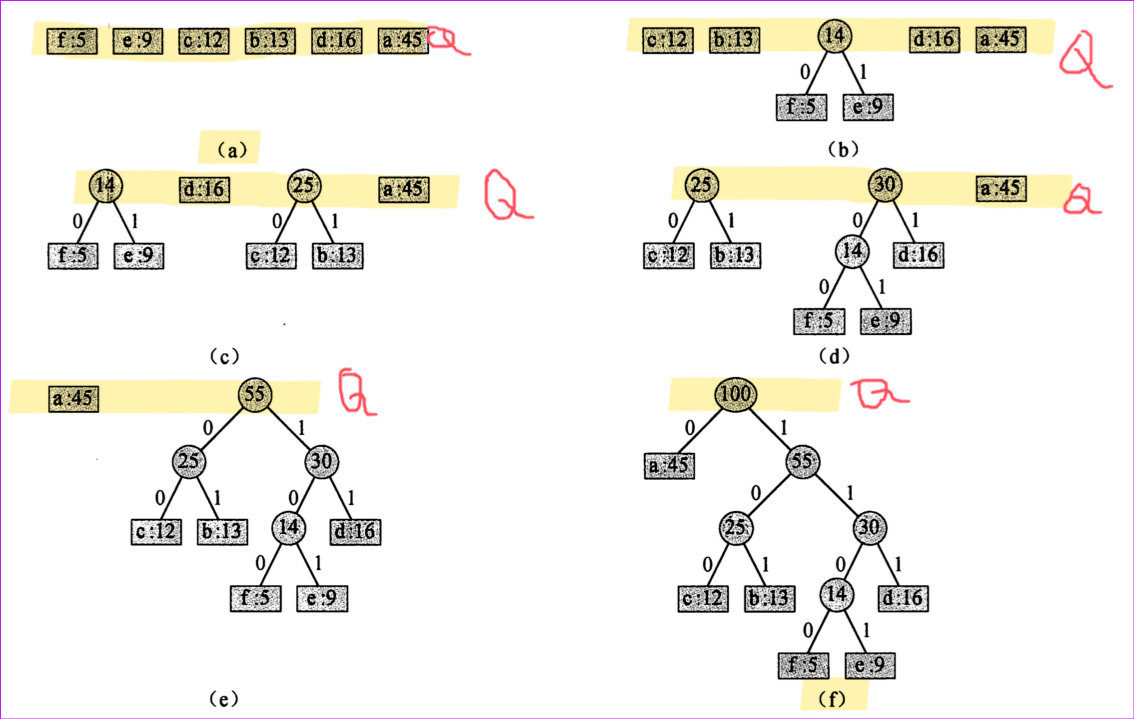 f:5 e:9 c:12 b:13 d:16 a:45 Q
(a)
c:12 b:13 14 d:16 a:45 Q
0 1
f:5 e:9
(b)
14 d:16 25 a:45 Q
0 1 0 1
f:5 e:9 c:12 b:13
(c)
25 30 a:45 Q
0 1 0 1
c:12 b:13 14 d:16
0 1
f:5 e:9
(d)
a:45 55 Q
0 1
25 30
0 1 0 1
c:12 b:13 14 d:16
0 1
f:5 e:9
(e)
100 Q
0 1
a:45 55
0 1
25 30
0 1 0 1
c:12 b:13 14 d:16
0 1
f:5 e:9
(f)